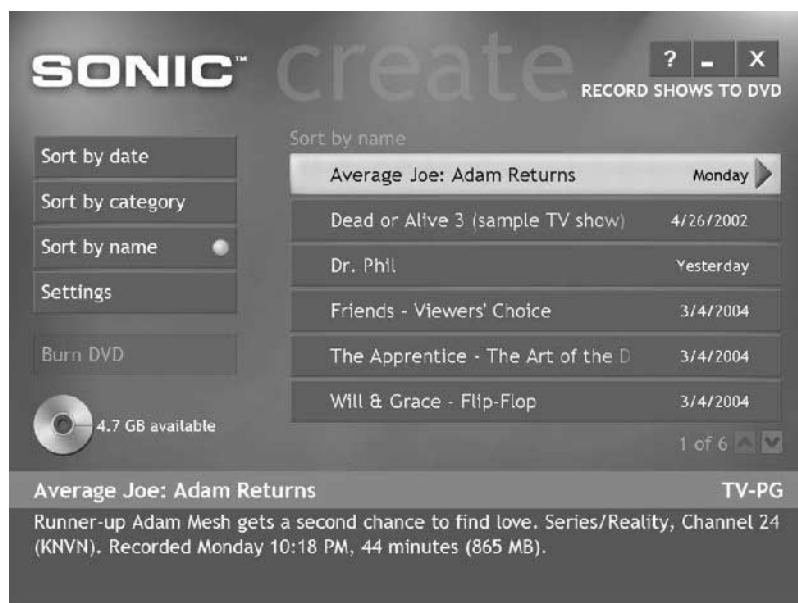 SONIC™
create
? - X
RECORD SHOWS TO DVD
Sort by name
Sort by date
Sort by category
Sort by name
Settings
Burn DVD
4.7 GB available
Average Joe: Adam Returns Monday
Dead or Alive 3 (sample TV show) 4/26/2002
Dr. Phil Yesterday
Friends - Viewers' Choice 3/4/2004
The Apprentice - The Art of the D 3/4/2004
Will & Grace - Flip-Flop 3/4/2004
1 of 6
Average Joe: Adam Returns TV-PG
Runner-up Adam Mesh gets a second chance to find love. Series/Reality, Channel 24
(KNVN). Recorded Monday 10:18 PM, 44 minutes (865 MB).